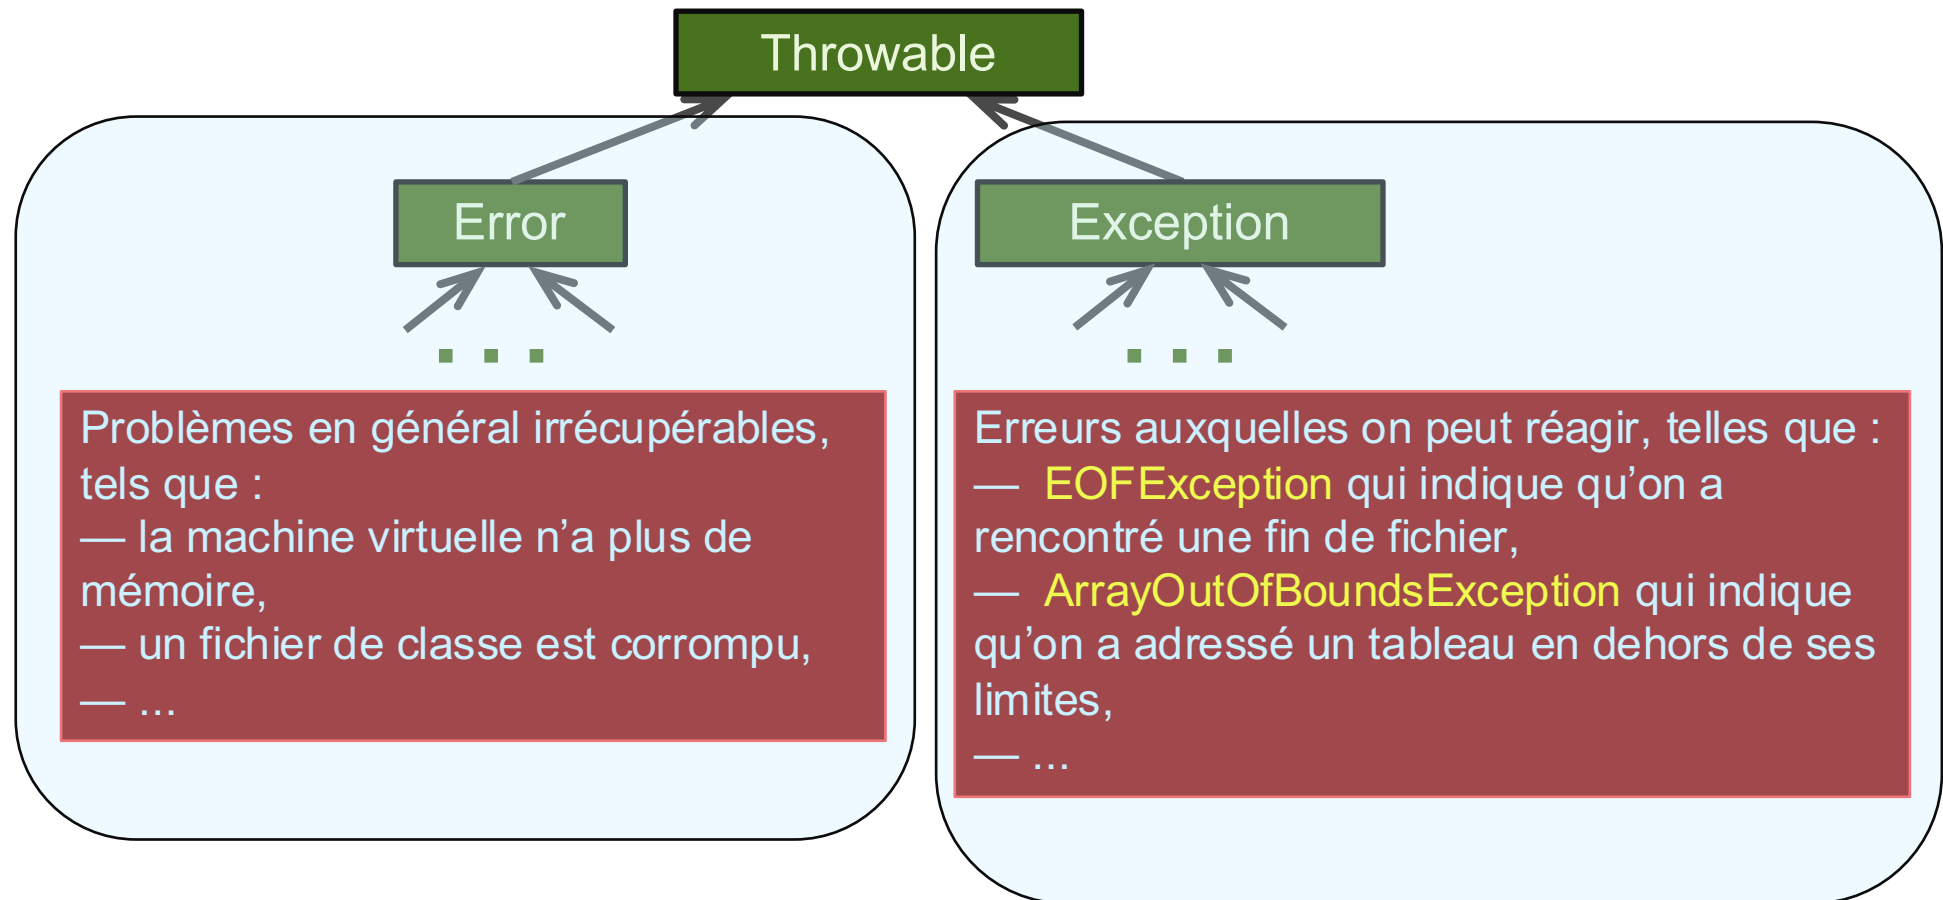 Throwable
Error
Exception
. . .
. . .
Problèmes en général irrécupérables,
tels que :
— la machine virtuelle n’a plus de
mémoire,
— un fichier de classe est corrompu,
— ...
Erreurs auxquelles on peut réagir, telles que :
— EOFException qui indique qu’on a
rencontré une fin de fichier,
— ArrayOutOfBoundsException qui indique
qu’on a adressé un tableau en dehors de ses
limites,
— ...